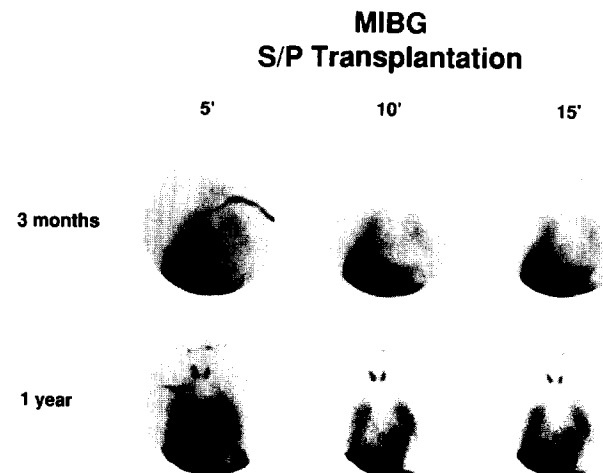 MIBG
S/P Transplantation
5' 10' 15'
3 months
1 year